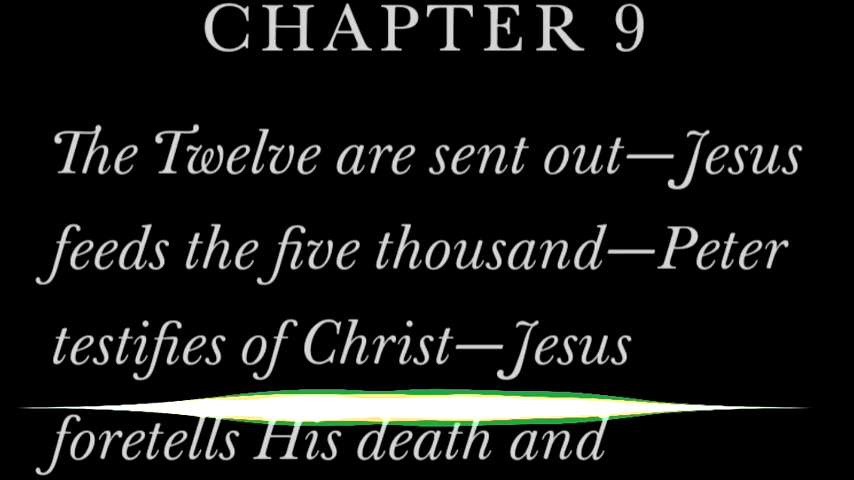 CHAPTER 9
The Twelve are sent out—Jesus
feeds the five thousand—Peter
testifies of Christ—Jesus
foretells His death and